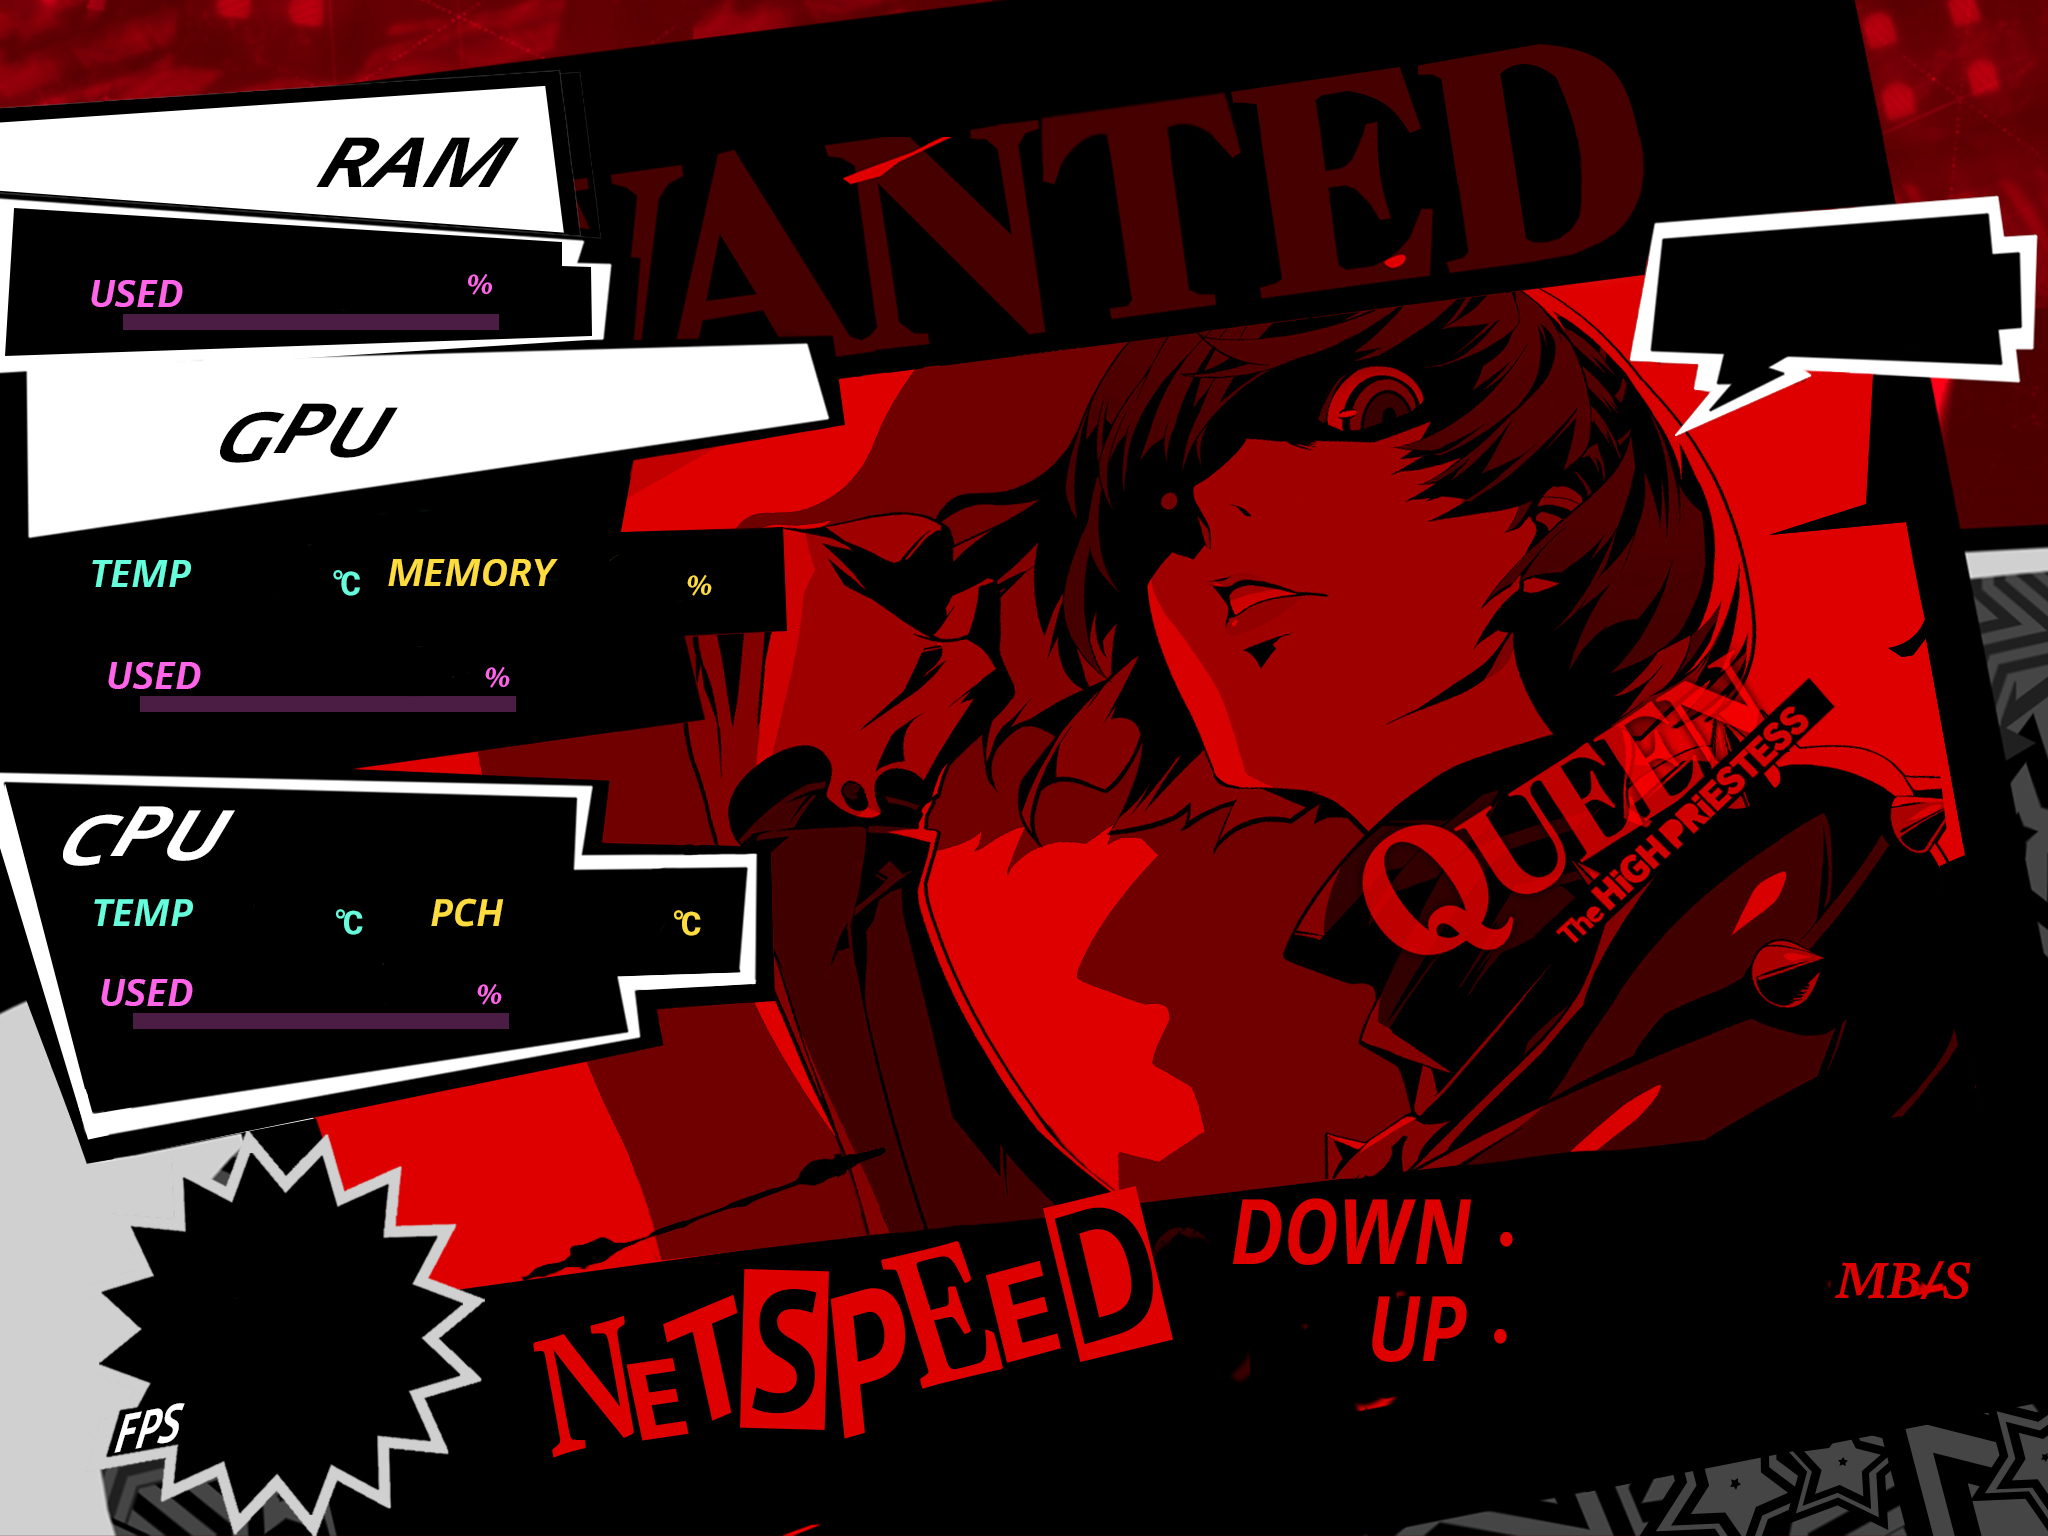 WANTED
RAM
USED %
GPU
TEMP ℃ MEMORY %
USED %
CPU
TEMP ℃ PCH ℃
USED %
QUEEN
The HiGH PRiESTESS
FPS
NETSPEED
DOWN :
UP :
MB/S